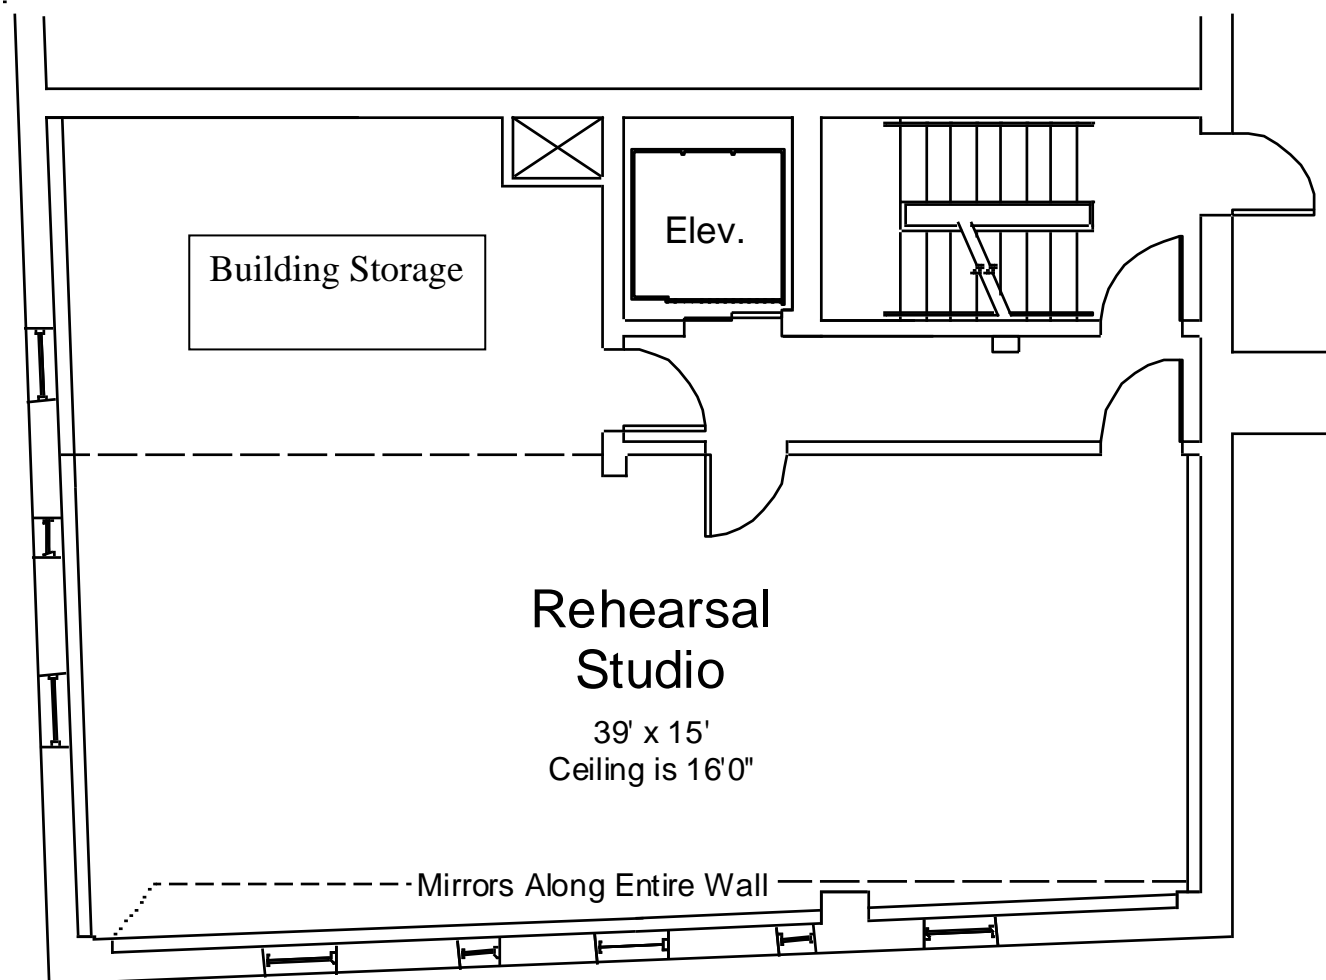 Elev.
Building Storage
Rehearsal
Studio
39' x 15'
Ceiling is 16'0"
Mirrors Along Entire Wall